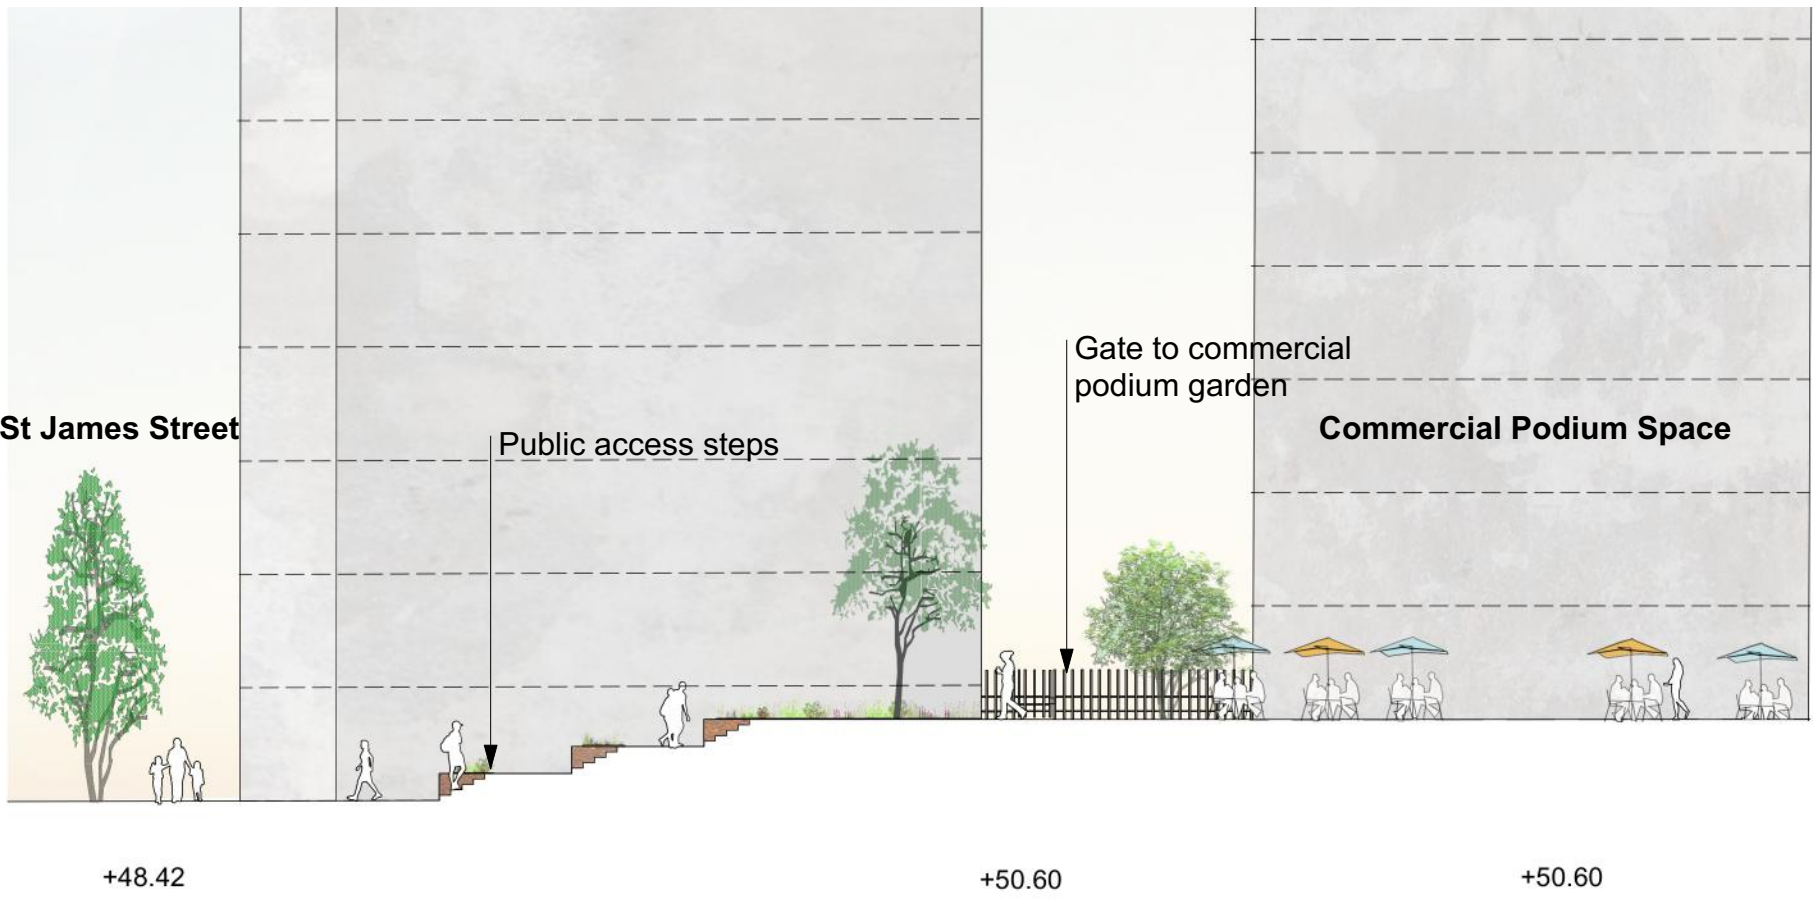 Gate to commercial
podium garden
St James Street
Public access steps
Commercial Podium Space
+48.42
+50.60
+50.60